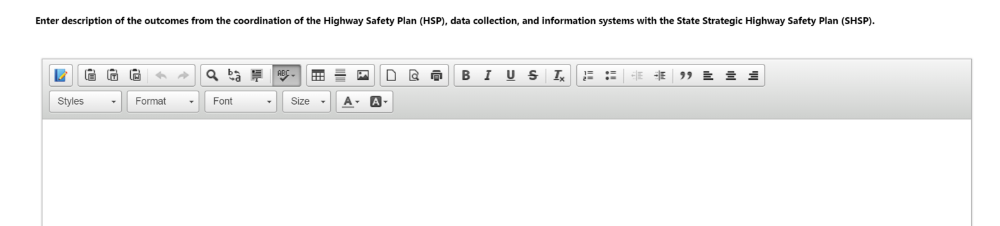 Enter description of the outcomes from the coordination of the Highway Safety Plan (HSP), data collection, and information systems with the State Strategic Highway Safety Plan (SHSP).
Styles Format Font Size